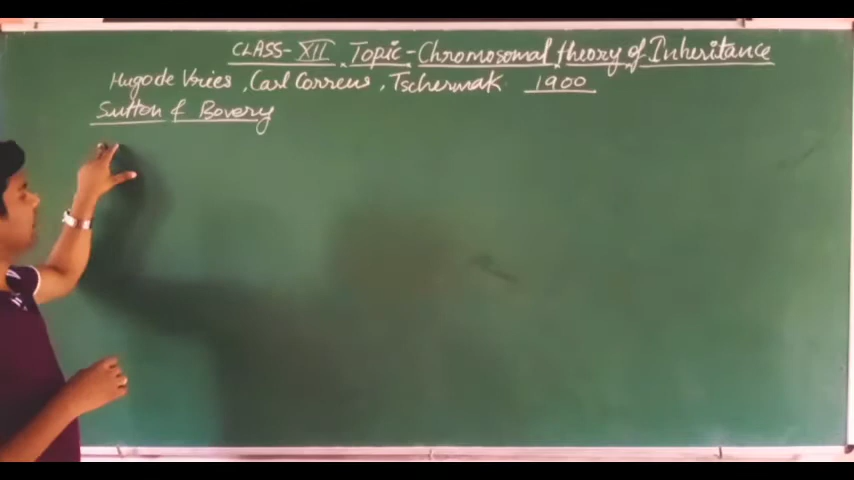 CLASS-XII, Topic-Chromosomal theory of Inheritance
Hugo de Vries, Carl Correns, Tschermak 1900
Sutton & Bovery